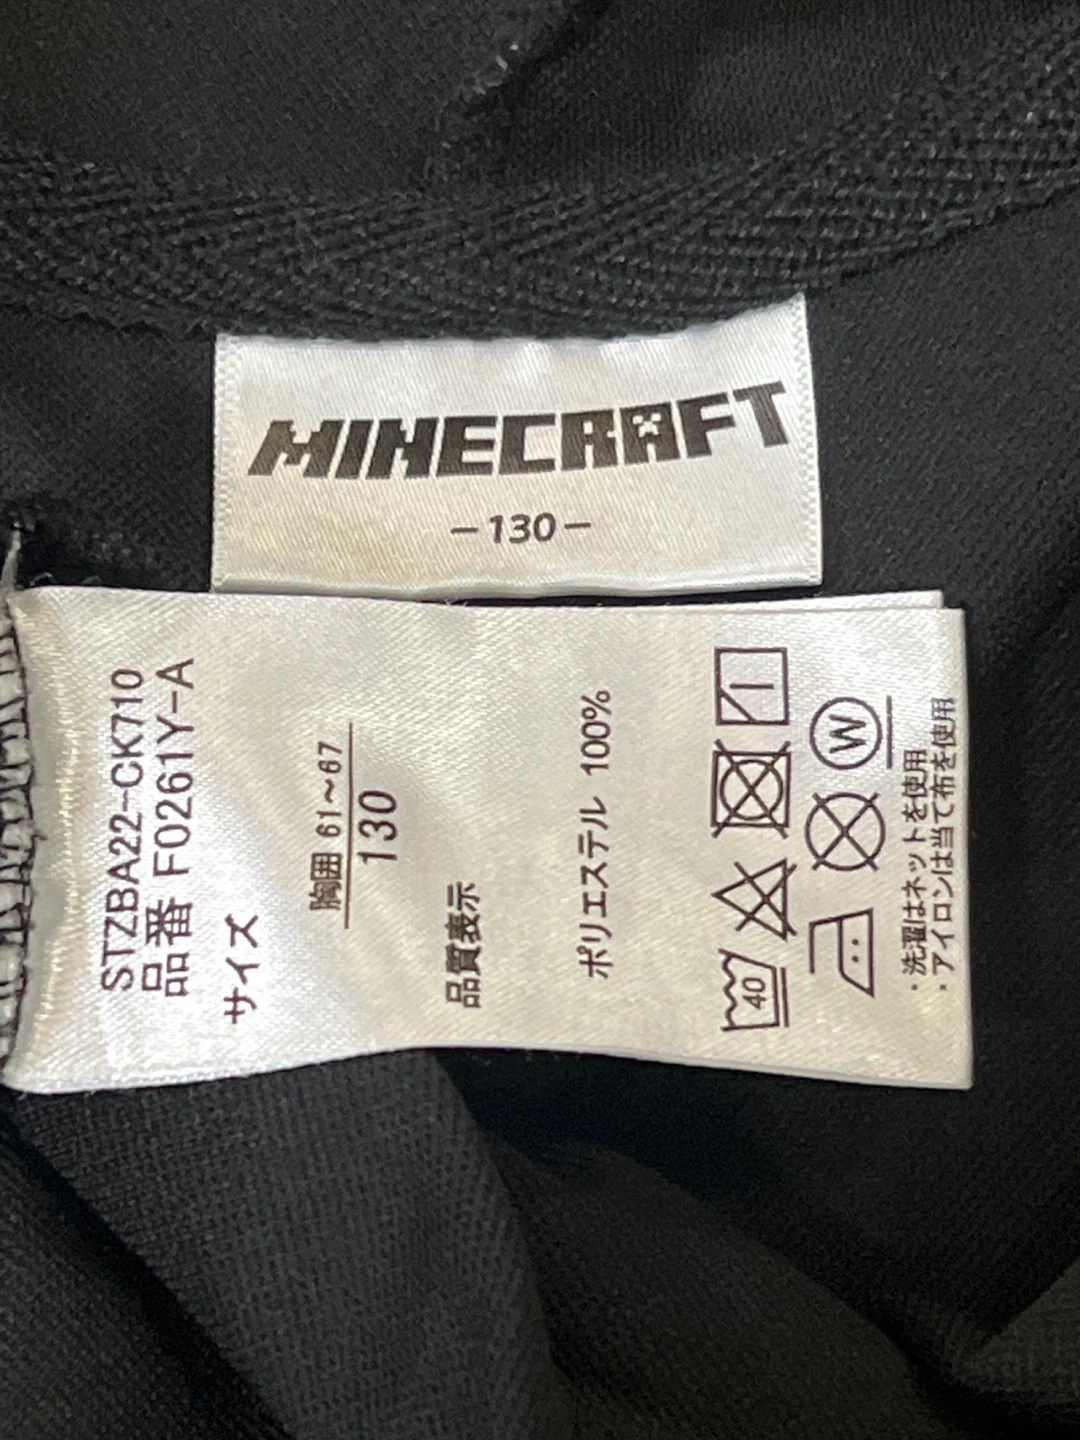 MINECRAFT
-130-
STZBA22-CK710
品番 F0261Y-A
サイズ
胸囲 61~67
130
品質表示
ポリエステル 100%
40
W
・洗濯はネットを使用
・アイロンは当て布を使用